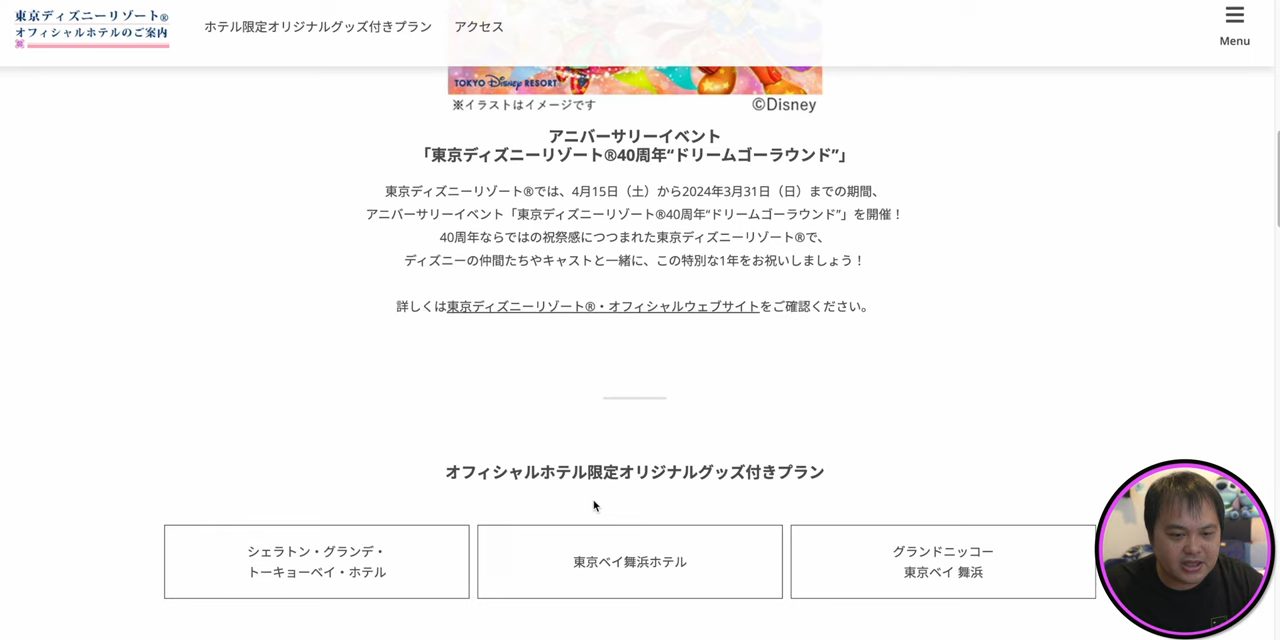 東京ディズニーリゾート®
オフィシャルホテルのご案内
ホテル限定オリジナルグッズ付きプラン
アクセス
Menu
TOKYO Disney RESORT
※イラストはイメージです
©Disney
アニバーサリーイベント
「東京ディズニーリゾート®40周年“ドリームゴーラウンド”」
東京ディズニーリゾート®では、4月15日（土）から2024年3月31日（日）までの期間、
アニバーサリーイベント「東京ディズニーリゾート®40周年“ドリームゴーラウンド”」を開催！
40周年ならではの祝祭感につつまれた東京ディズニーリゾート®で、
ディズニーの仲間たちやキャストと一緒に、この特別な1年をお祝いしましょう！
詳しくは東京ディズニーリゾート®・オフィシャルウェブサイトをご確認ください。
オフィシャルホテル限定オリジナルグッズ付きプラン
シェラトン・グランデ・
トーキョーベイ・ホテル
東京ベイ舞浜ホテル
グランドニッコー
東京ベイ 舞浜